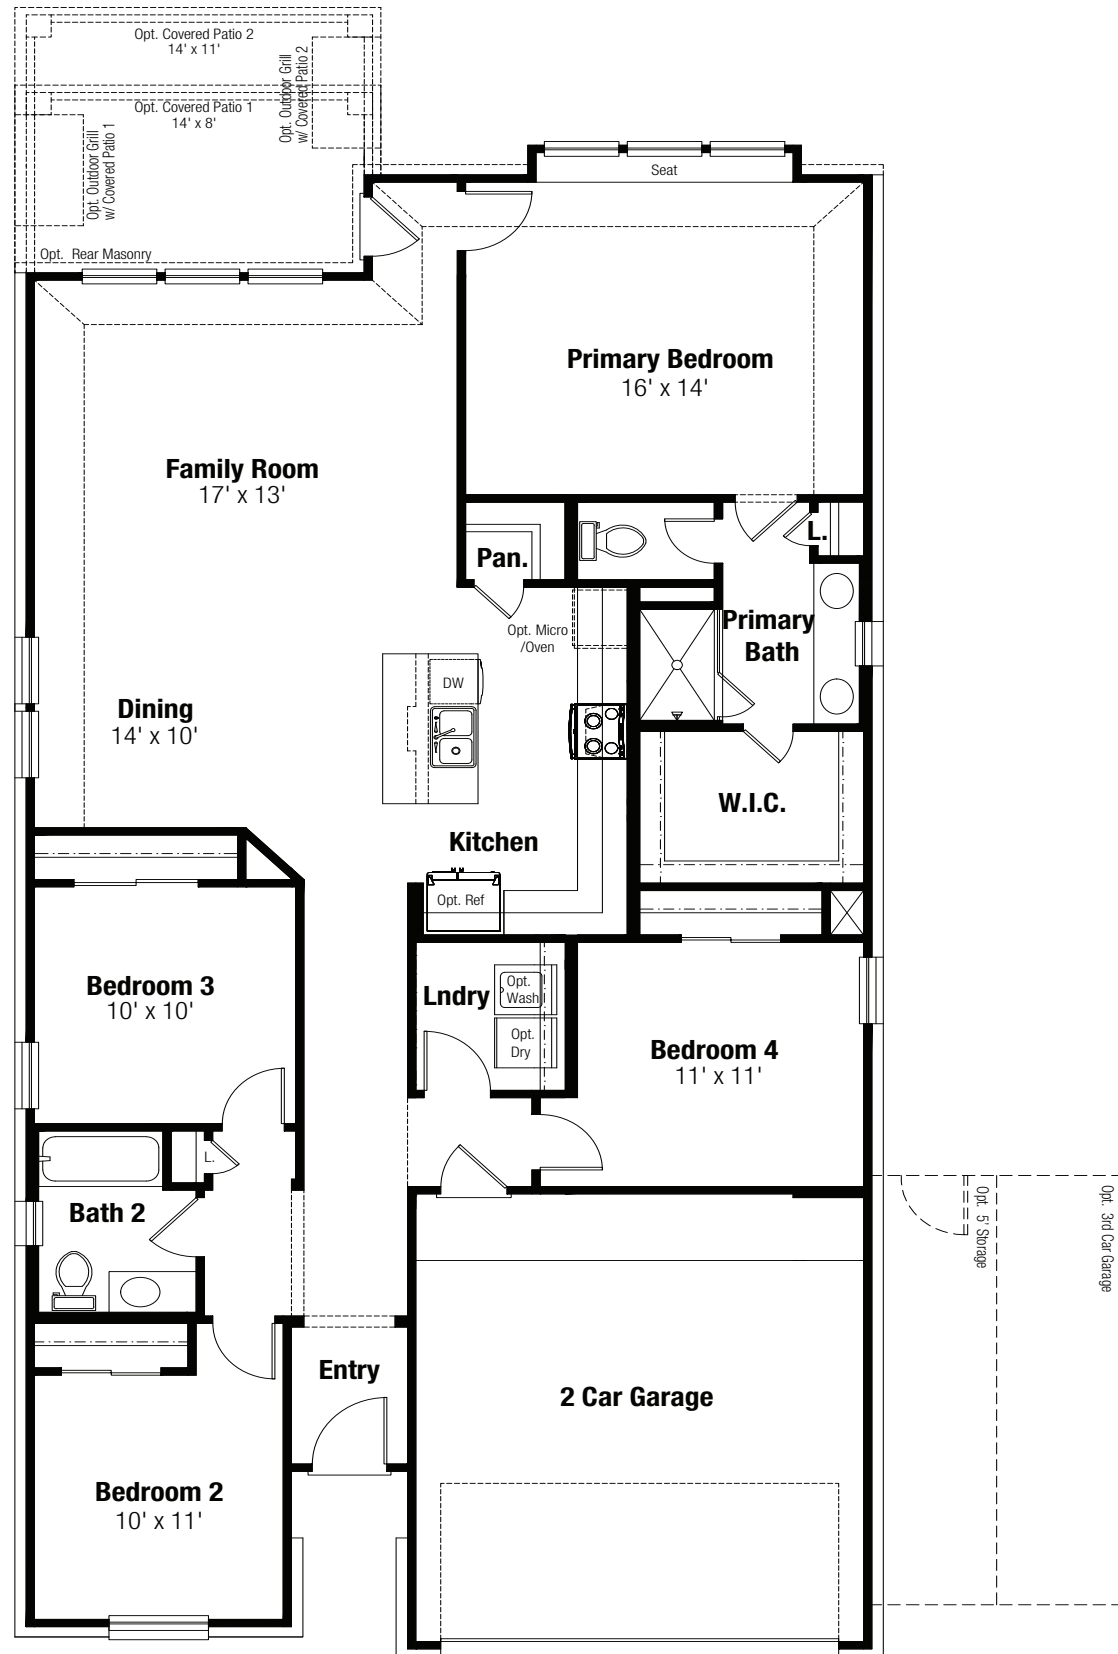 Opt. Covered Patio 2
14' x 11'
Opt. Outdoor Grill
w/ Covered Patio 2
Opt. Covered Patio 1
14' x 8'
Opt. Outdoor Grill
w/ Covered Patio 1
Opt. Rear Masonry
Seat
Primary Bedroom
16' x 14'
Family Room
17' x 13'
Pan.
L.
Opt. Micro
/Oven
Primary
Bath
DW
Dining
14' x 10'
W.I.C.
Kitchen
Opt. Ref
Bedroom 3
10' x 10'
Lndry
Opt.
Wash
Opt.
Dry
Bedroom 4
11' x 11'
L.
Bath 2
Opt. 5' Storage
Opt. 3rd Car Garage
Entry
2 Car Garage
Bedroom 2
10' x 11'